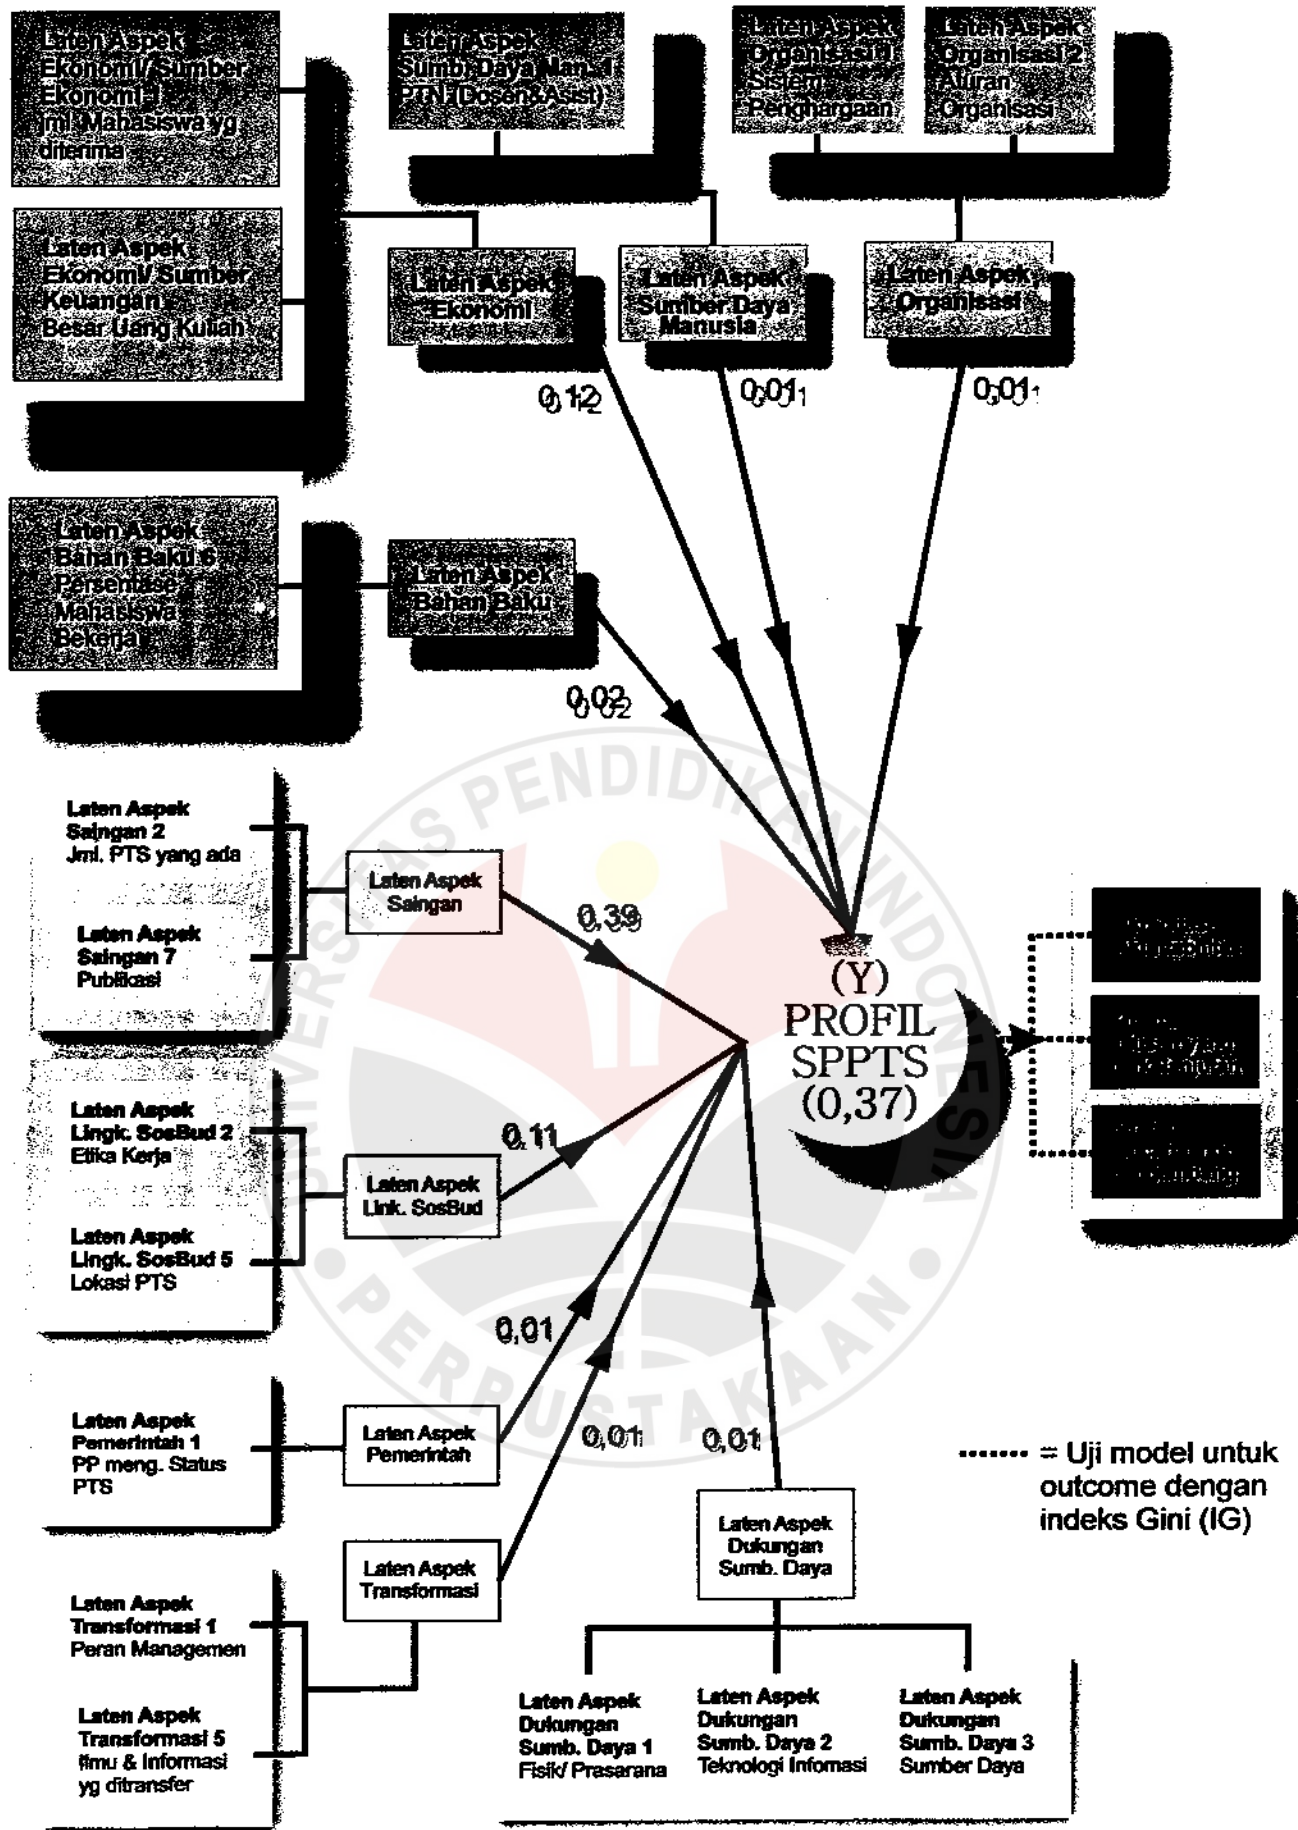 Laten Aspek
Ekonomi/Sumber
Ekonomi 1
jml. Mahasiswa yg
diterima
Laten Aspek
Sumb. Daya Man. 1
PTN (Dosen&Asist)
Laten Aspek
Organisasi 1
Sistem
Penghargaan
Laten Aspek
Organisasi 2
Aturan
Organisasi
Laten Aspek
Ekonomi/ Sumber
Keuangan
Besar Uang Kuliah
Laten Aspek
Ekonomi
Laten Aspek
Sumber Daya
Manusia
Laten Aspek
Organisasi
0,12
0,01
0,01
Laten Aspek
Bahan Baku 6
Persentase
Mahasiswa
Bekerja
Laten Aspek
Bahan Baku
0,02
Laten Aspek
Saingan 2
Jml. PTS yang ada
Laten Aspek
Saingan 7
Publikasi
Laten Aspek
Saingan
0,39
(Y)
PROFIL
SPPTS
(0,37)
Laten Aspek
Lingk. SosBud 2
Etika Kerja
Laten Aspek
Lingk. SosBud 5
Lokasi PTS
Laten Aspek
Link. SosBud
0,11
Laten Aspek
Pemerintah 1
PP meng. Status
PTS
Laten Aspek
Pemerintah
0,01
Laten Aspek
Transformasi 1
Peran Managemen
Laten Aspek
Transformasi 5
Ilmu & Informasi
yg ditransfer
Laten Aspek
Transformasi
0,01
0,01
Laten Aspek
Dukungan
Sumb. Daya
Laten Aspek
Dukungan
Sumb. Daya 1
Fisik/ Prasarana
Laten Aspek
Dukungan
Sumb. Daya 2
Teknologi Infomasi
Laten Aspek
Dukungan
Sumb. Daya 3
Sumber Daya
= Uji model untuk
outcome dengan
indeks Gini (IG)
UNIVERSITAS PENDIDIKAN INDONESIA
PERPUSTAKAAN